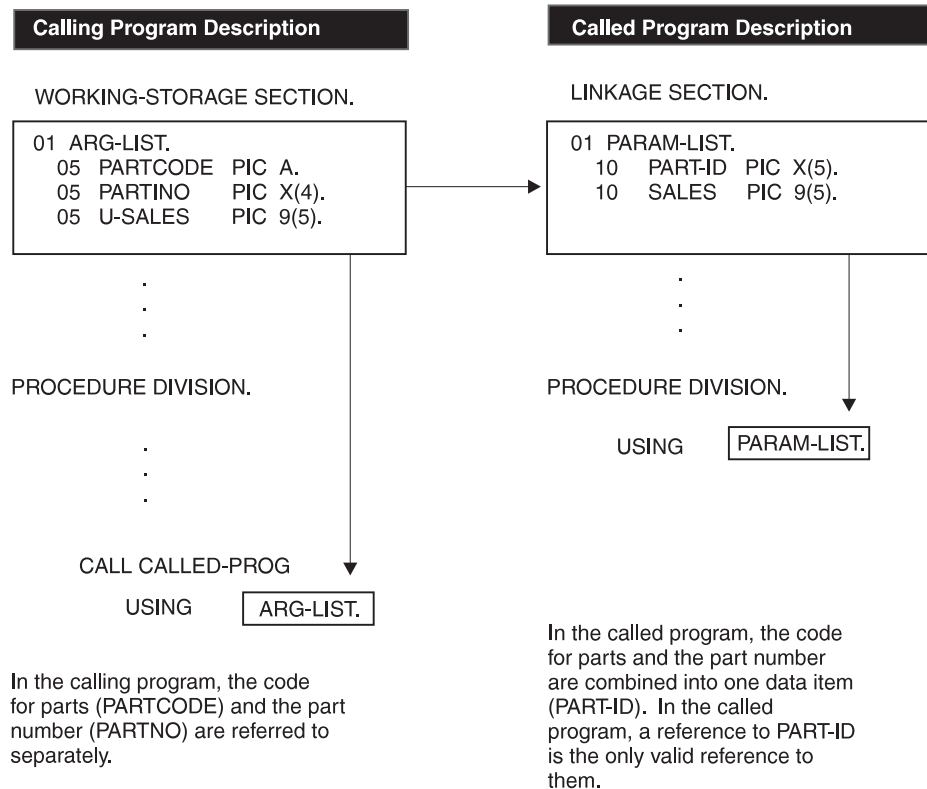 Calling Program Description
WORKING-STORAGE SECTION.
01 ARG-LIST.
05 PARTCODE PIC A.
05 PARTINO PIC X(4).
05 U-SALES PIC 9(5).
.
.
.
PROCEDURE DIVISION.
.
.
.
CALL CALLED-PROG
USING ARG-LIST.
In the calling program, the code
for parts (PARTCODE) and the part
number (PARTNO) are referred to
separately.
Called Program Description
LINKAGE SECTION.
01 PARAM-LIST.
10 PART-ID PIC X(5).
10 SALES PIC 9(5).
.
.
.
PROCEDURE DIVISION.
USING PARAM-LIST.
In the called program, the code
for parts and the part number
are combined into one data item
(PART-ID). In the called
program, a reference to PART-ID
is the only valid reference to
them.